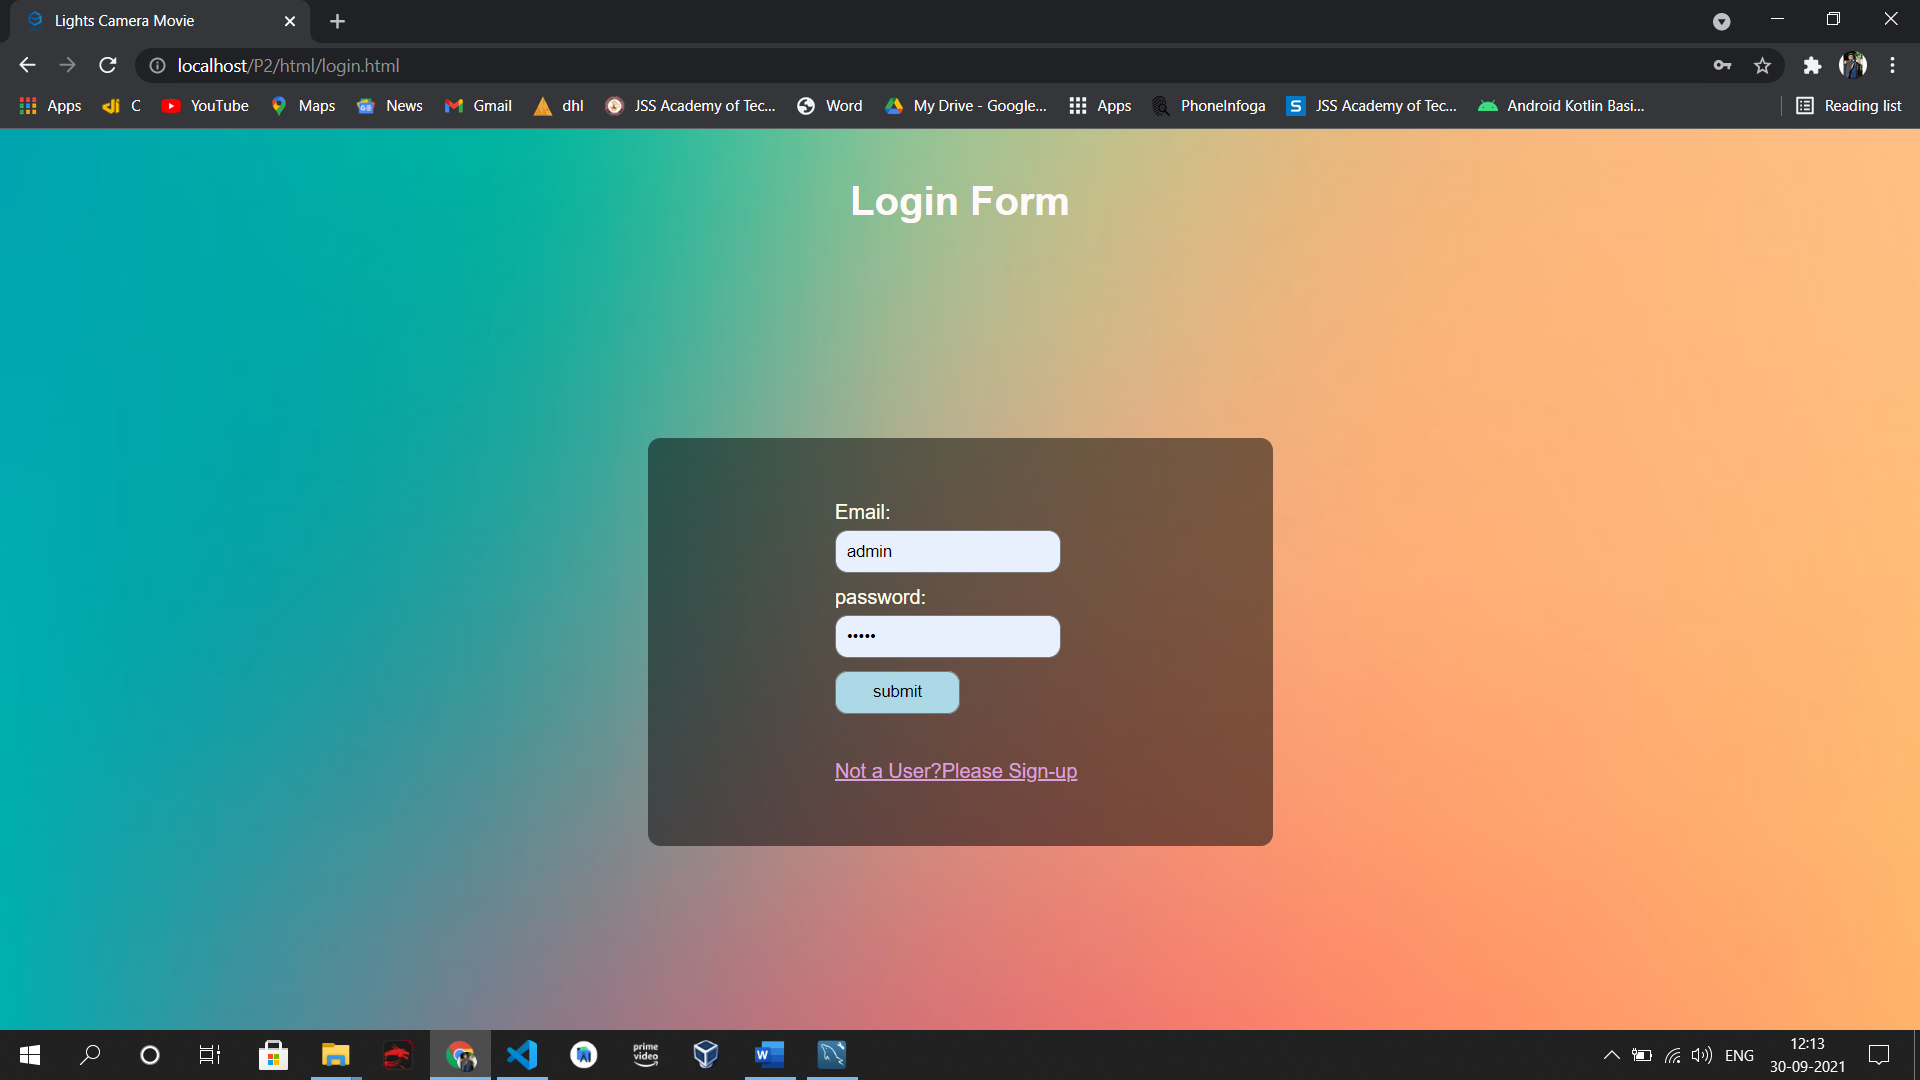 Lights Camera Movie
localhost/P2/html/login.html
Apps C YouTube Maps News Gmail dhl JSS Academy of Tec... Word My Drive - Google... Apps PhoneInfoga S JSS Academy of Tec... Android Kotlin Basi... Reading list
Login Form
Email:
admin
password:
•••••
submit
Not a User?Please Sign-up
prime
video
W
ENG
12:13
30-09-2021